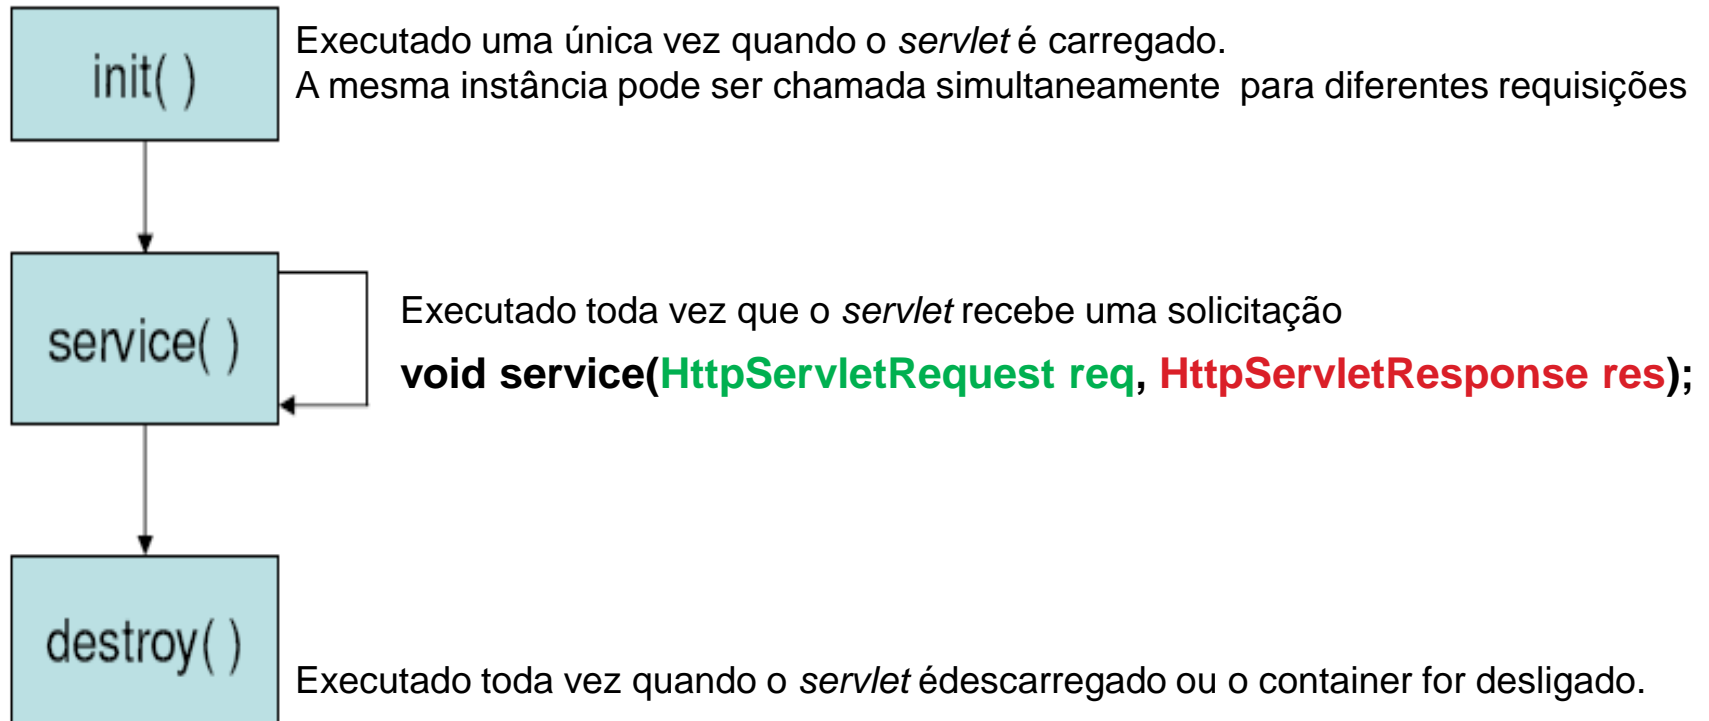 init( )
Executado uma única vez quando o servlet é carregado.
A mesma instância pode ser chamada simultaneamente para diferentes requisições
service( )
Executado toda vez que o servlet recebe uma solicitação
void service(HttpServletRequest req, HttpServletResponse res);
destroy( )
Executado toda vez quando o servlet édescarregado ou o container for desligado.